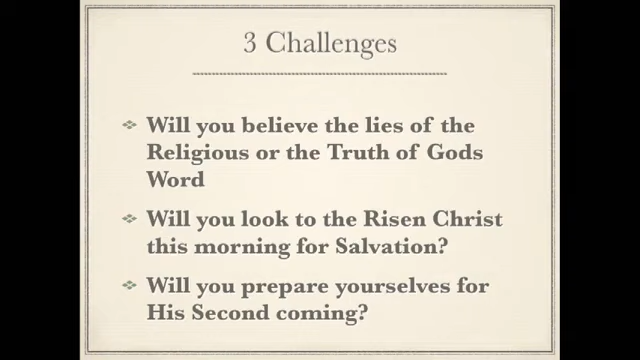 3 Challenges
Will you believe the lies of the
Religious or the Truth of Gods
Word
Will you look to the Risen Christ
this morning for Salvation?
Will you prepare yourselves for
His Second coming?